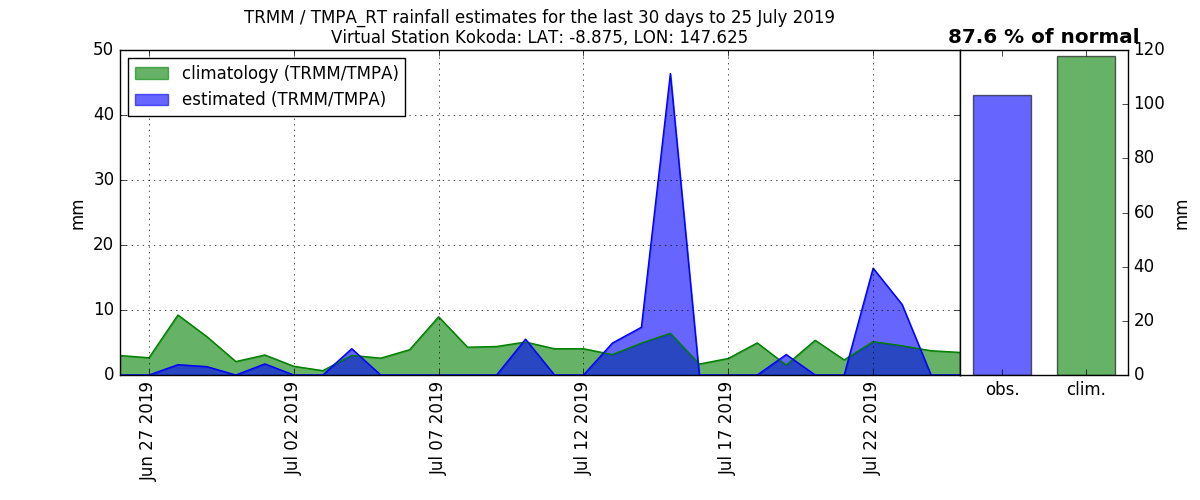 TRMM / TMPA_RT rainfall estimates for the last 30 days to 25 July 2019
Virtual Station Kokoda: LAT: -8.875, LON: 147.625
87.6 % of normal
climatology (TRMM/TMPA)
estimated (TRMM/TMPA)
50
40
30
20
10
0
mm
Jun 27 2019
Jul 02 2019
Jul 07 2019
Jul 12 2019
Jul 17 2019
Jul 22 2019
120
100
80
60
40
20
0
mm
obs.
clim.